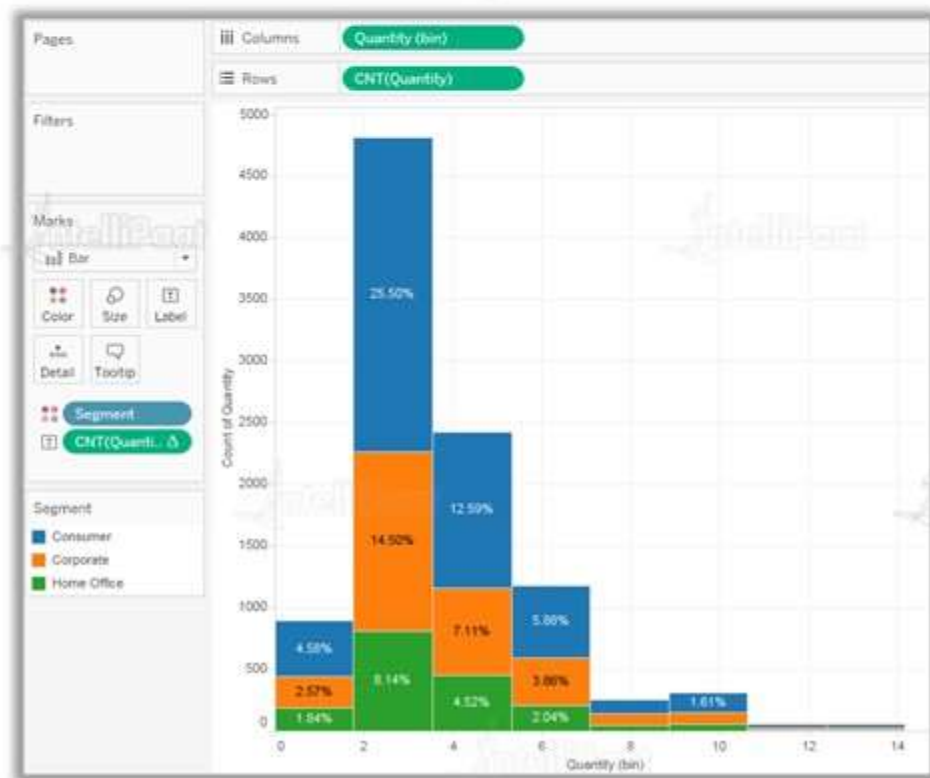 Pages
Columns
Quantity (bin)
Rows
CNT(Quantity)
Filters
Marks
Bar
Color
Size
Label
Detail
Tooltip
Segment
CNT(Quanti..
Segment
Consumer
Corporate
Home Office
5000
4500
4000
3500
3000
2500
2000
1500
1000
500
0
Count of Quantity
25.50%
14.50%
8.14%
12.59%
7.11%
4.52%
4.58%
2.57%
1.84%
5.86%
3.86%
2.04%
1.61%
0
2
4
6
8
10
12
14
Quantity (bin)
IntelliPaat